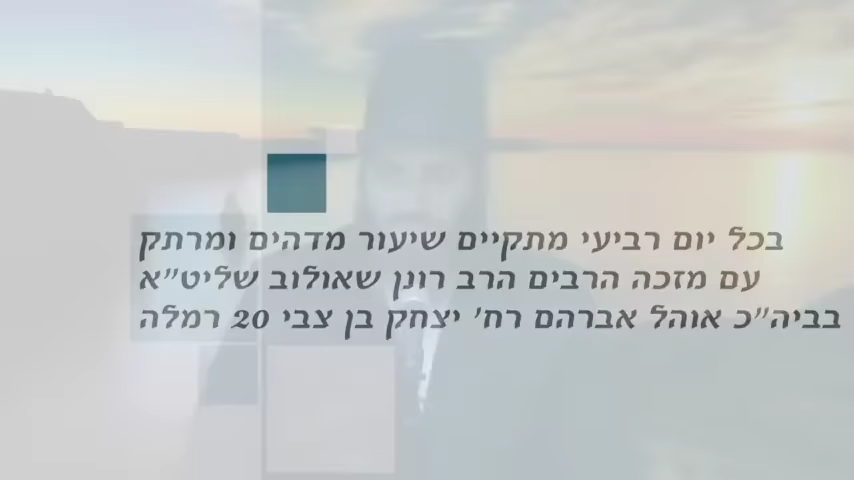 בכל יום רביעי מתקיים שיעור מדהים ומרתק
עם מזכה הרבים הרב רונן שאולוב שליט"א
בביה"כ אוהל אברהם רח' יצחק בן צבי 20 רמלה